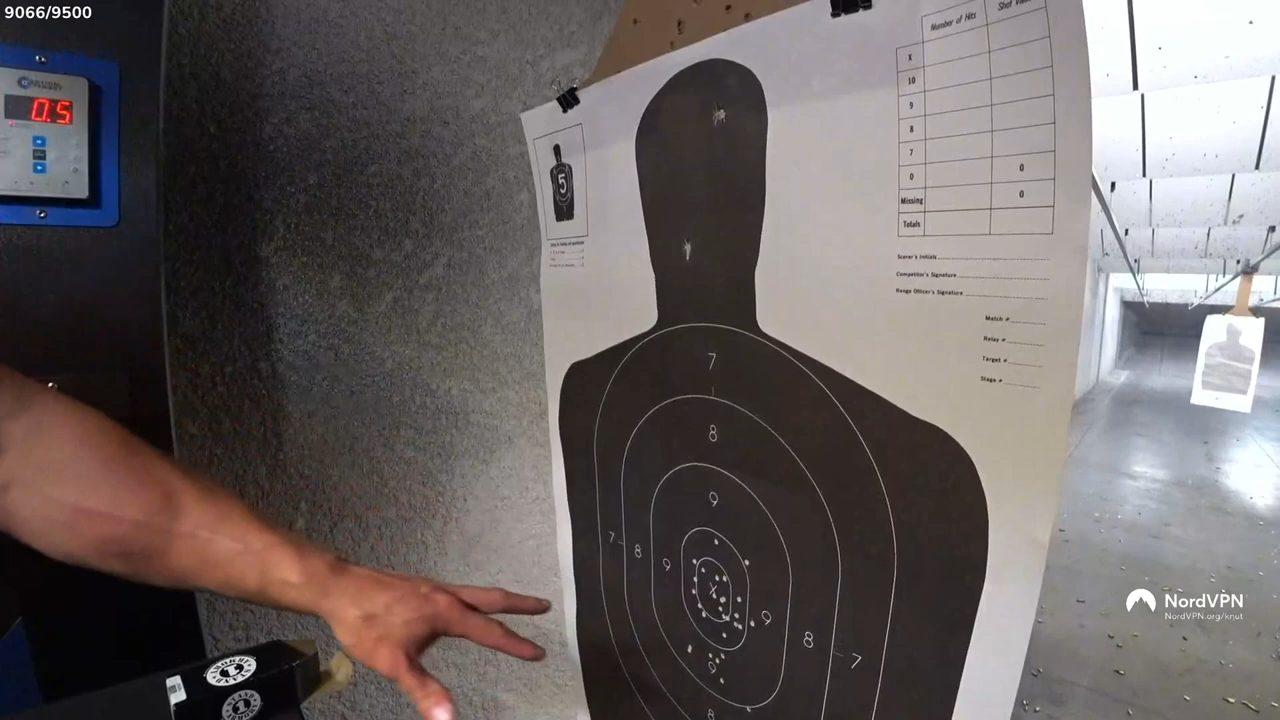 9066/9500
0.5
Number of Hits
X
10
9
8
7
0
0
Missing
0
Totals
5
Scorer's Initials
Competitor's Signature
Range Officer's Signature
Match #
Relay #
Target #
Stage #
7
8
9
7
8
9
X
9
8
7
9
8
NordVPN
NordVPN.org/knut